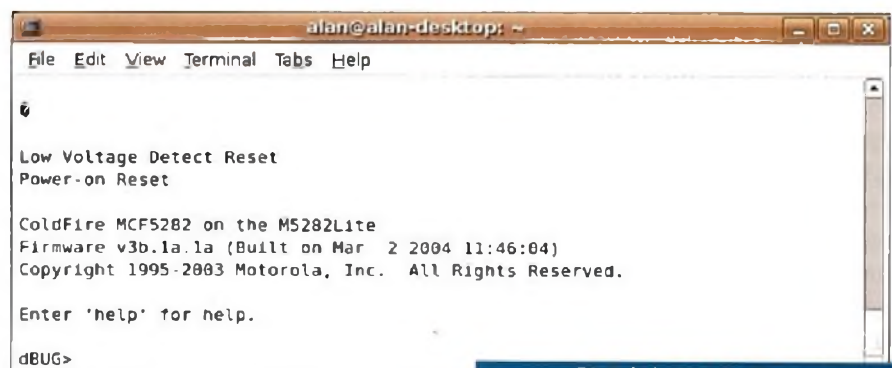 alan@alan-desktop: ~
File Edit View Terminal Tabs Help
Low Voltage Detect Reset
Power-on Reset
ColdFire MCF5282 on the M5282Lite
Firmware v3b.1a.1a (Built on Mar 2 2004 11:46:04)
Copyright 1995-2003 Motorola, Inc. All Rights Reserved.
Enter 'help' for help.
dBUG>